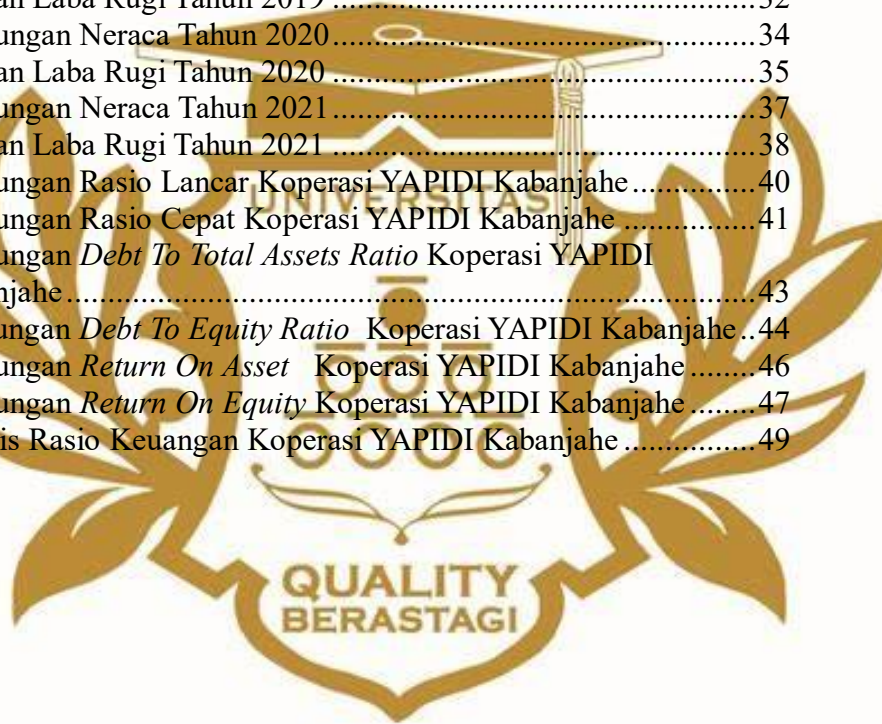 an Laba Rugi Tahun 2019 ............................................... 32
ungan Neraca Tahun 2020 ............................................... 34
an Laba Rugi Tahun 2020 ............................................... 35
ungan Neraca Tahun 2021 ............................................... 37
an Laba Rugi Tahun 2021 ............................................... 38
ungan Rasio Lancar Koperasi YAPIDI Kabanjahe ............... 40
UNIVERSITAS
ungan Rasio Cepat Koperasi YAPIDI Kabanjahe ................ 41
ungan Debt To Total Assets Ratio Koperasi YAPIDI
njahe ............................................................................... 43
ungan Debt To Equity Ratio Koperasi YAPIDI Kabanjahe .. 44
ungan Return On Asset Koperasi YAPIDI Kabanjahe ........ 46
ungan Return On Equity Koperasi YAPIDI Kabanjahe ........ 47
is Rasio Keuangan Koperasi YAPIDI Kabanjahe ................ 49
QUALITY
BERASTAGI